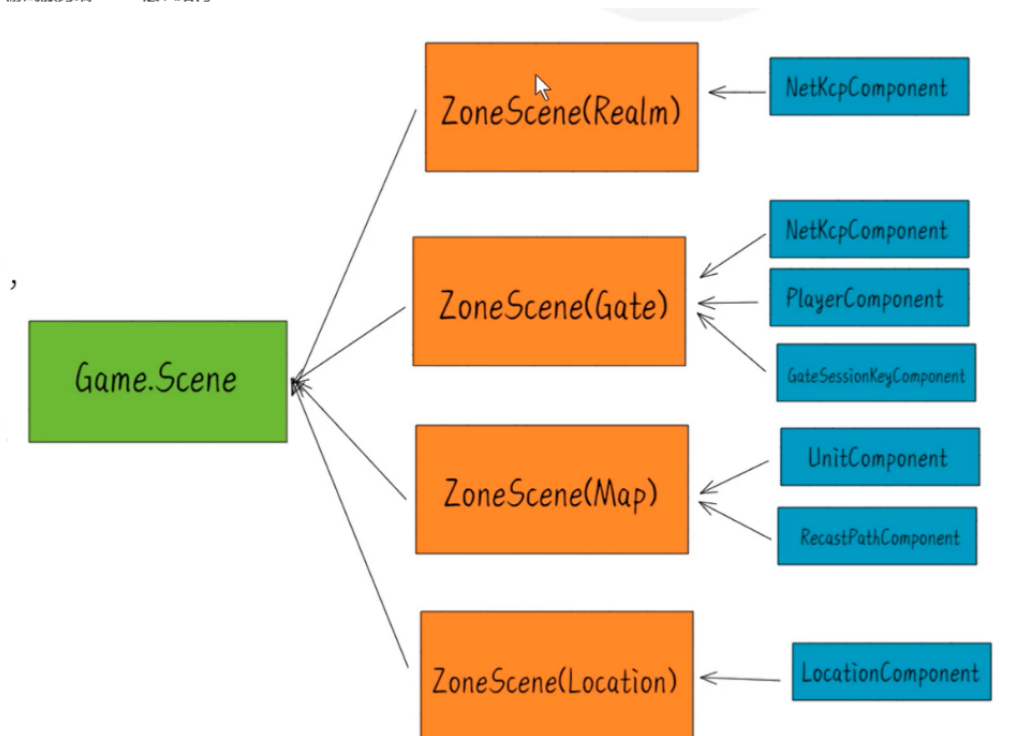 ZoneScene(Realm)
NetKcpComponent
NetKcpComponent
ZoneScene(Gate)
PlayerComponent
GateSessionKeyComponent
,
Game.Scene
ZoneScene(Map)
UnitComponent
RecastPathComponent
ZoneScene(Location)
LocationComponent